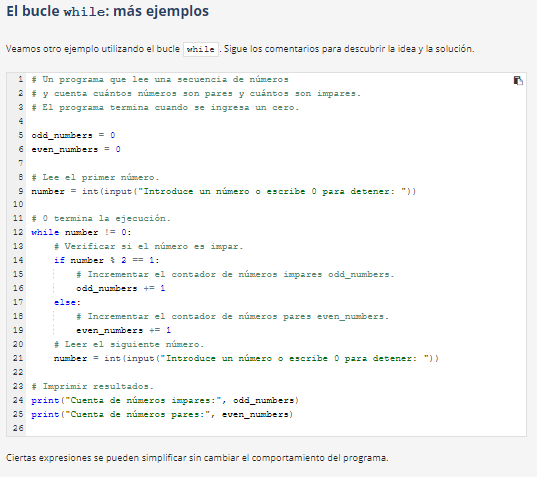 El bucle while: más ejemplos
Veamos otro ejemplo utilizando el bucle while . Sigue los comentarios para descubrir la idea y la solución.
1 # Un programa que lee una secuencia de números
2 # y cuenta cuántos números son pares y cuántos son impares.
3 # El programa termina cuando se ingresa un cero.
4
5 odd_numbers = 0
6 even_numbers = 0
7
8 # Lee el primer número.
9 number = int(input("Introduce un número o escribe 0 para detener: "))
10
11 # 0 termina la ejecución.
12 while number != 0:
13     # Verificar si el número es impar.
14     if number % 2 == 1:
15         # Incrementar el contador de números impares odd_numbers.
16         odd_numbers += 1
17     else:
18         # Incrementar el contador de números pares even_numbers.
19         even_numbers += 1
20     # Leer el siguiente número.
21     number = int(input("Introduce un número o escribe 0 para detener: "))
22
23 # Imprimir resultados.
24 print("Cuenta de números impares:", odd_numbers)
25 print("Cuenta de números pares:", even_numbers)
26
Ciertas expresiones se pueden simplificar sin cambiar el comportamiento del programa.